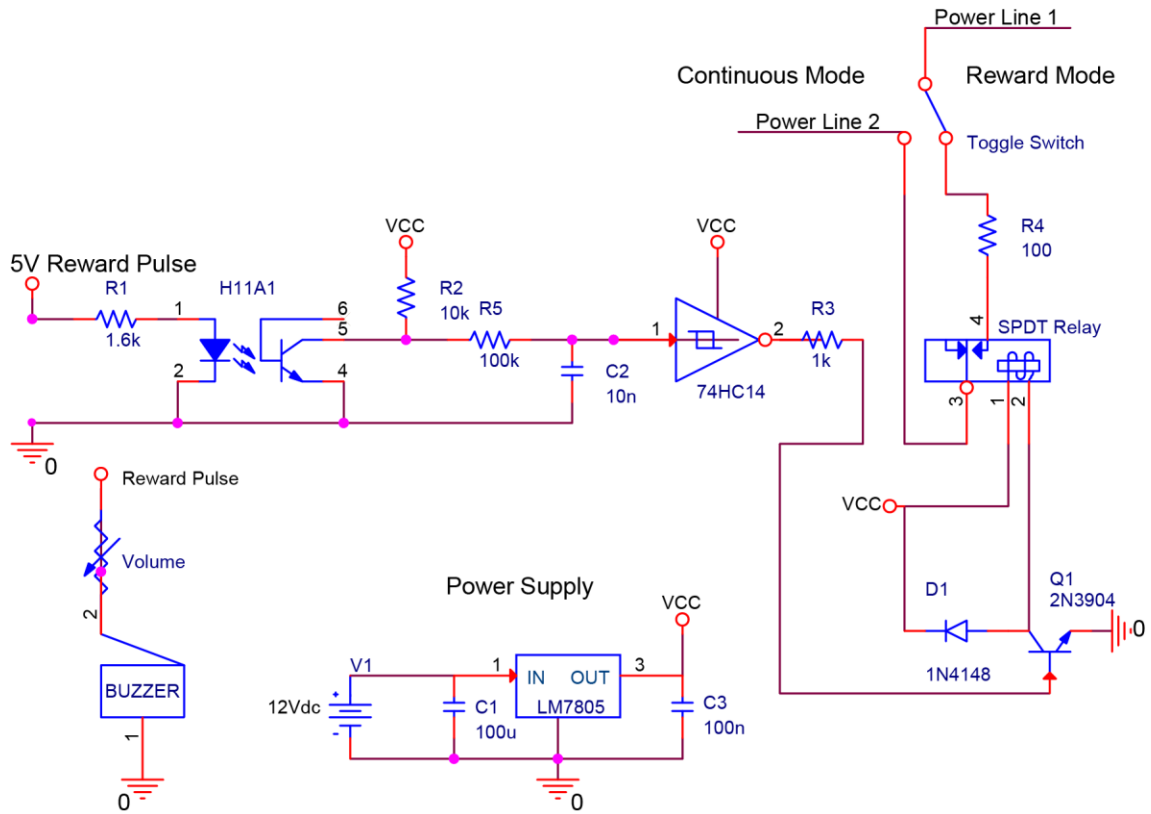 Power Line 1
Continuous Mode
Reward Mode
Power Line 2
Toggle Switch
R4
100
VCC
VCC
5V Reward Pulse
R1
1.6k
H11A1
1
2
6
5
4
R2
10k
R5
100k
C2
10n
1
2
74HC14
R3
1k
4
SPDT Relay
3
1
2
0
Reward Pulse
Volume
2
BUZZER
1
0
Power Supply
VCC
V1
12Vdc
+
-
C1
100u
1
IN OUT
3
LM7805
C3
100n
0
VCC
D1
1N4148
Q1
2N3904
0